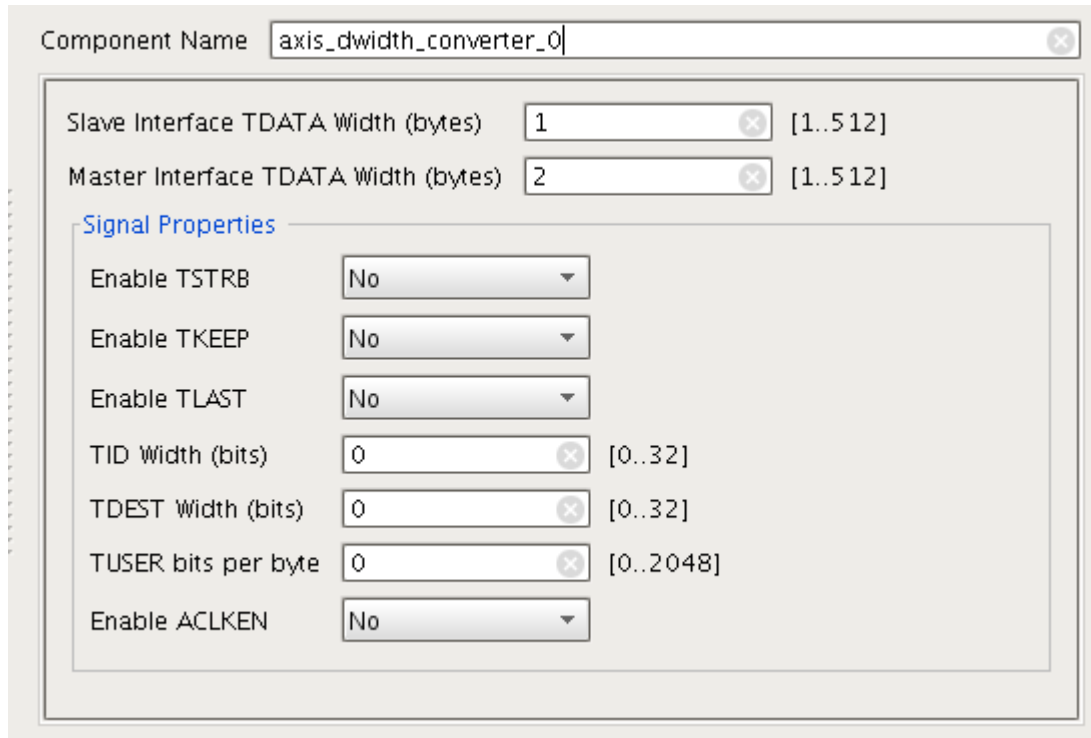 Component Name axis_dwidth_converter_0
Slave Interface TDATA Width (bytes) 1 [1..512]
Master Interface TDATA Width (bytes) 2 [1..512]
Signal Properties
Enable TSTRB No
Enable TKEEP No
Enable TLAST No
TID Width (bits) 0 [0..32]
TDEST Width (bits) 0 [0..32]
TUSER bits per byte 0 [0..2048]
Enable ACLKEN No